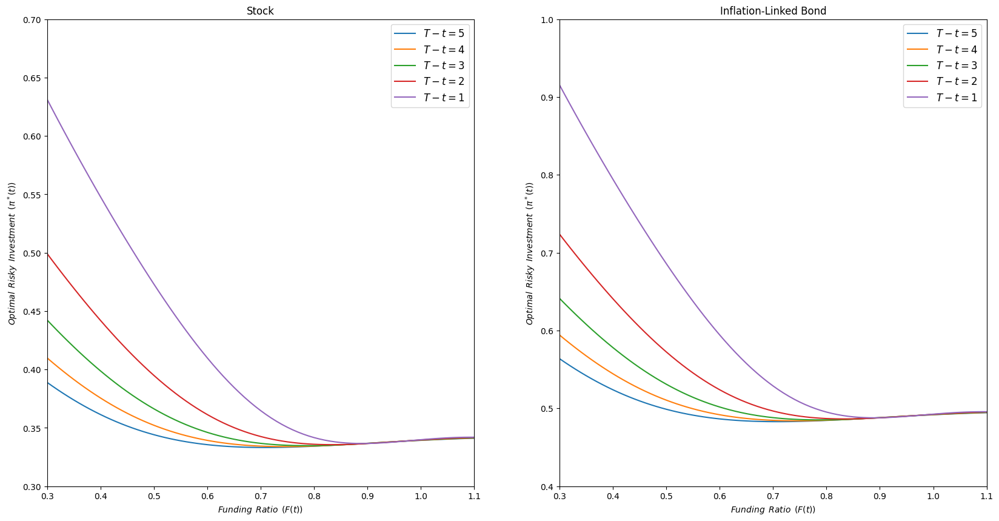 Stock
0.70
0.65
0.60
0.55
0.50
0.45
0.40
0.35
0.30
Optimal Risky Investment (π*(t))
T − t = 5
T − t = 4
T − t = 3
T − t = 2
T − t = 1
0.3 0.4 0.5 0.6 0.7 0.8 0.9 1.0 1.1
Funding Ratio (F(t))
Inflation-Linked Bond
1.0
0.9
0.8
0.7
0.6
0.5
0.4
Optimal Risky Investment (π*(t))
T − t = 5
T − t = 4
T − t = 3
T − t = 2
T − t = 1
0.3 0.4 0.5 0.6 0.7 0.8 0.9 1.0 1.1
Funding Ratio (F(t))